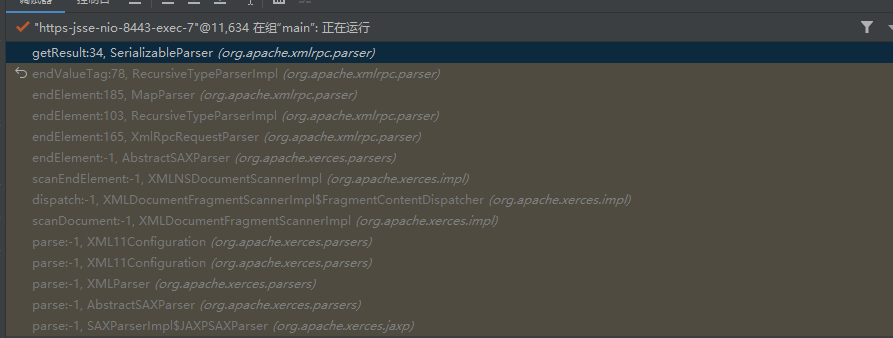 调试器 控制台
"https-jsse-nio-8443-exec-7"@11,634 在组"main": 正在运行
getResult:34, SerializableParser (org.apache.xmlrpc.parser)
endValueTag:78, RecursiveTypeParserImpl (org.apache.xmlrpc.parser)
endElement:185, MapParser (org.apache.xmlrpc.parser)
endElement:103, RecursiveTypeParserImpl (org.apache.xmlrpc.parser)
endElement:165, XmlRpcRequestParser (org.apache.xmlrpc.parser)
endElement:-1, AbstractSAXParser (org.apache.xerces.parsers)
scanEndElement:-1, XMLNSDocumentScannerImpl (org.apache.xerces.impl)
dispatch:-1, XMLDocumentFragmentScannerImpl$FragmentContentDispatcher (org.apache.xerces.impl)
scanDocument:-1, XMLDocumentFragmentScannerImpl (org.apache.xerces.impl)
parse:-1, XML11Configuration (org.apache.xerces.parsers)
parse:-1, XML11Configuration (org.apache.xerces.parsers)
parse:-1, XMLParser (org.apache.xerces.parsers)
parse:-1, AbstractSAXParser (org.apache.xerces.parsers)
parse:-1, SAXParserImpl$JAXPSAXParser (org.apache.xerces.jaxp)